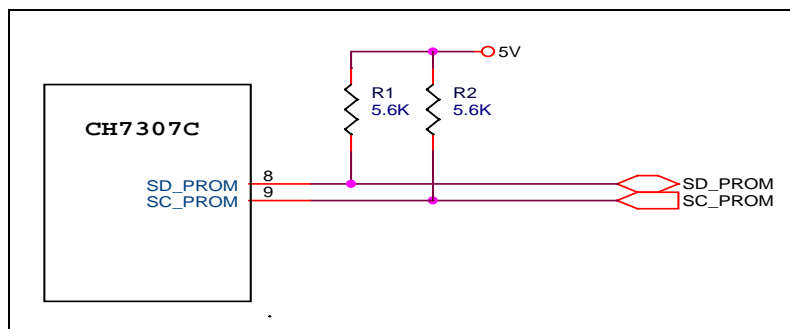 5V
R1
5.6K
R2
5.6K
CH7307C
SD_PROM
8
SC_PROM
9
SD_PROM
SC_PROM